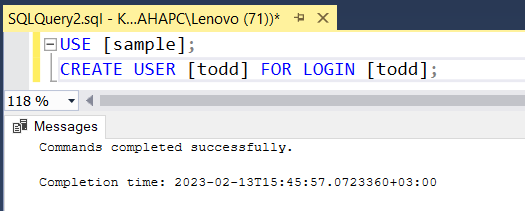 SQLQuery2.sql - K...AHAPC\Lenovo (71))*
USE [sample];
CREATE USER [todd] FOR LOGIN [todd];
118 %
Messages
Commands completed successfully.
Completion time: 2023-02-13T15:45:57.0723360+03:00